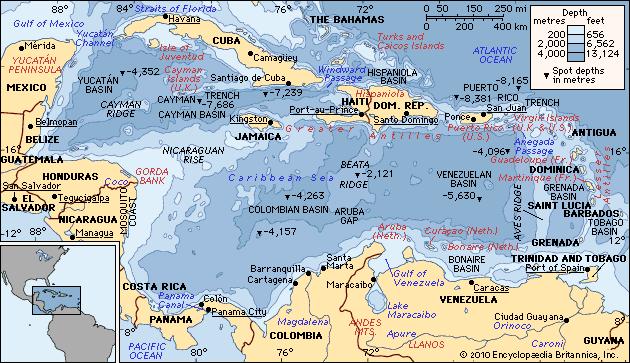 84°
80°
76°
72°
0 75 150 250 mi
0 200 400 km
Depth
metres feet
200 656
2,000 6,562
4,000 13,124
▼ Spot depths
in metres
Gulf of Mexico
Straits of Florida
Havana
Yucatán
Channel
THE BAHAMAS
Mérida
YUCATÁN
PENINSULA
MEXICO
Isle of
Juventud
CUBA
Camagüey
Turks and
Caicos Islands
ATLANTIC
OCEAN
▼-4,352
YUCATÁN
BASIN
Cayman
Islands
(U.K.)
Santiago de Cuba
Windward
Passage
HISPANIOLA
BASIN
▼-7,239
CAYMAN
TRENCH
▼-7,686
CAYMAN
RIDGE
CAYMAN BASIN
Port-au-Prince
HAITI
Hispaniola
DOM. REP.
Santo Domingo
PUERTO
RICO
TRENCH
-8,165
▼-8,381
San Juan
Ponce
Puerto Rico
(U.S.)
Virgin Islands
(U.K. & U.S.)
Belmopan
BELIZE
Kingston
JAMAICA
Greater
Antilles
Anegada
Passage
ANTIGUA
GUATEMALA
NICARAGUAN
RISE
-4,096▼
Guadeloupe (Fr.)
16°
HONDURAS
GORDA
BANK
Coco
Caribbean Sea
BEATA
RIDGE
▼-2,121
VENEZUELAN
BASIN
-5,630▼
Martinique (Fr.)
DOMINICA
Lesser
Antilles
San Salvador
EL
SALVADOR
Tegucigalpa
MOSQUITO
COAST
▼-4,263
COLOMBIAN BASIN
ARUBA
GAP
AVES RIDGE
GRENADA
BASIN
SAINT LUCIA
BARBADOS
TOBAGO
BASIN
NICARAGUA
Managua
12° 88°
▼-4,157
Aruba
(Neth.)
Curaçao (Neth.)
Bonaire (Neth.)
BONAIRE
BASIN
GRENADA
12°
TRINIDAD AND TOBAGO
Port of Spain
Barranquilla
Santa
Marta
Cartagena
Maracaibo
Gulf of
Venezuela
Caracas
COSTA RICA
Panama
Canal
Colón
Panama City
PANAMA
Magdalena
Lake
Maracaibo
VENEZUELA
Ciudad Guayana
Orinoco
PACIFIC
OCEAN
COLOMBIA
ANDES
MTS.
Apure
LLANOS
Caroní
GUYANA
80°
76°
72°
© 2010 Encyclopædia Britannica, Inc.